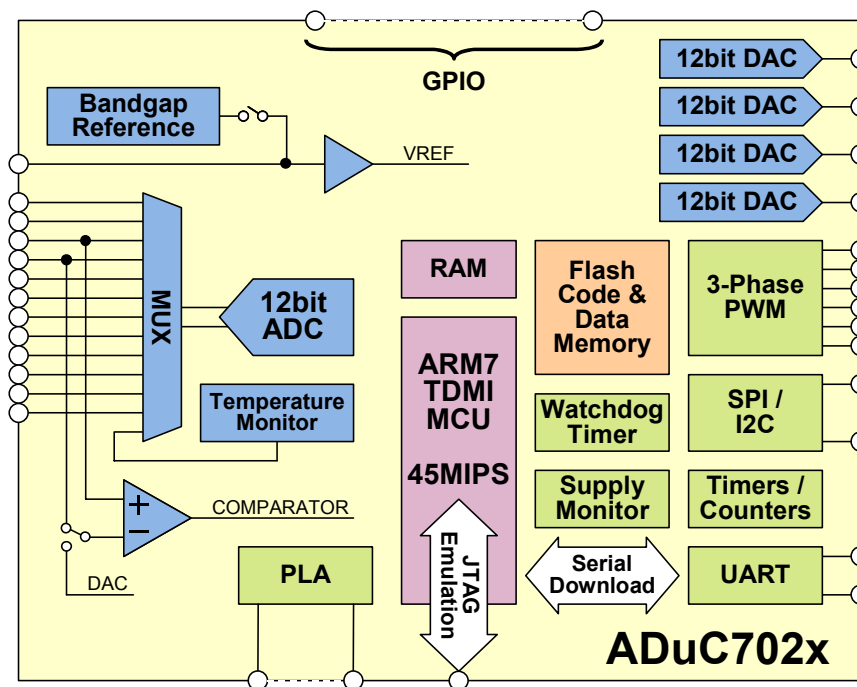 GPIO
12bit DAC
12bit DAC
12bit DAC
12bit DAC
Bandgap
Reference
VREF
MUX
12bit
ADC
Temperature
Monitor
RAM
Flash
Code &
Data
Memory
3-Phase
PWM
ARM7
TDMI
MCU
45MIPS
Watchdog
Timer
SPI /
I2C
Supply
Monitor
Timers /
Counters
+
−
COMPARATOR
DAC
PLA
JTAG
Emulation
Serial
Download
UART
ADuC702x